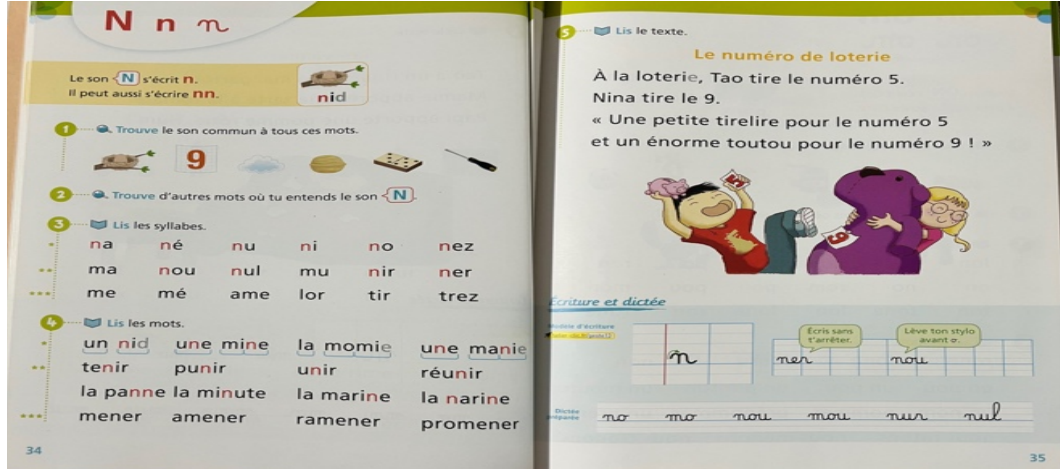 N n n
Le son N s'écrit n.
Il peut aussi s'écrire nn.
nid
1 Trouve le son commun à tous ces mots.
9
2 Trouve d'autres mots où tu entends le son N.
3 Lis les syllabes.
na né nu ni no nez
ma nou nul mu nir ner
me mé ame lor tir trez
4 Lis les mots.
un nid une mine la momie une manie
tenir punir unir réunir
la panne la minute la marine la narine
mener amener ramener promener
34
5 Lis le texte.
Le numéro de loterie
À la loterie, Tao tire le numéro 5.
Nina tire le 9.
« Une petite tirelire pour le numéro 5
et un énorme toutou pour le numéro 9 ! »
5
9
Écriture et dictée
Modèle d'écriture
n
Écris sans
t'arrêter.
ner
Lève ton stylo
avant o.
nou
Dictée
préparée
no mo nou mou nur nul
35